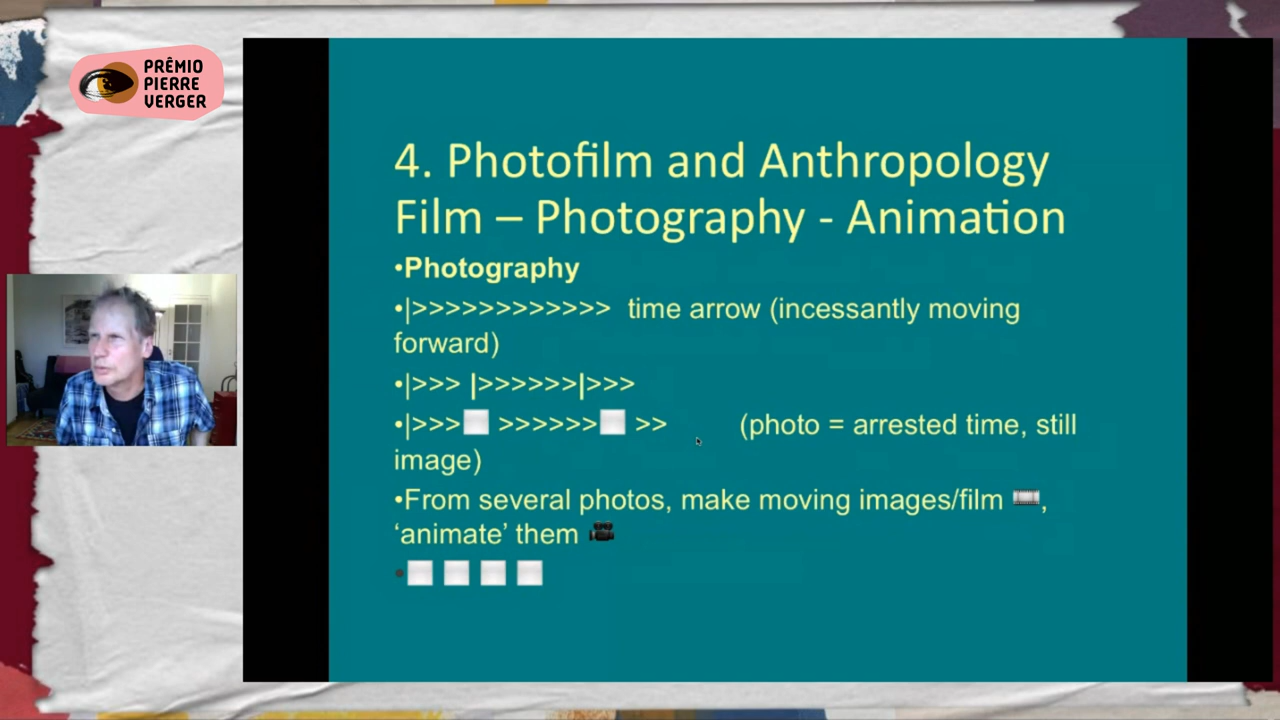 PRÊMIO
PIERRE
VERGER
4. Photofilm and Anthropology
Film – Photography - Animation
•Photography
•|>>>>>>>>>>>>> time arrow (incessantly moving
forward)
•|>>> |>>>>>>|>>>
•|>>>⬜ >>>>>>⬜ >> (photo = arrested time, still
image)
•From several photos, make moving images/film 🎞,
‘animate’ them 🎥
•⬜ ⬜ ⬜ ⬜